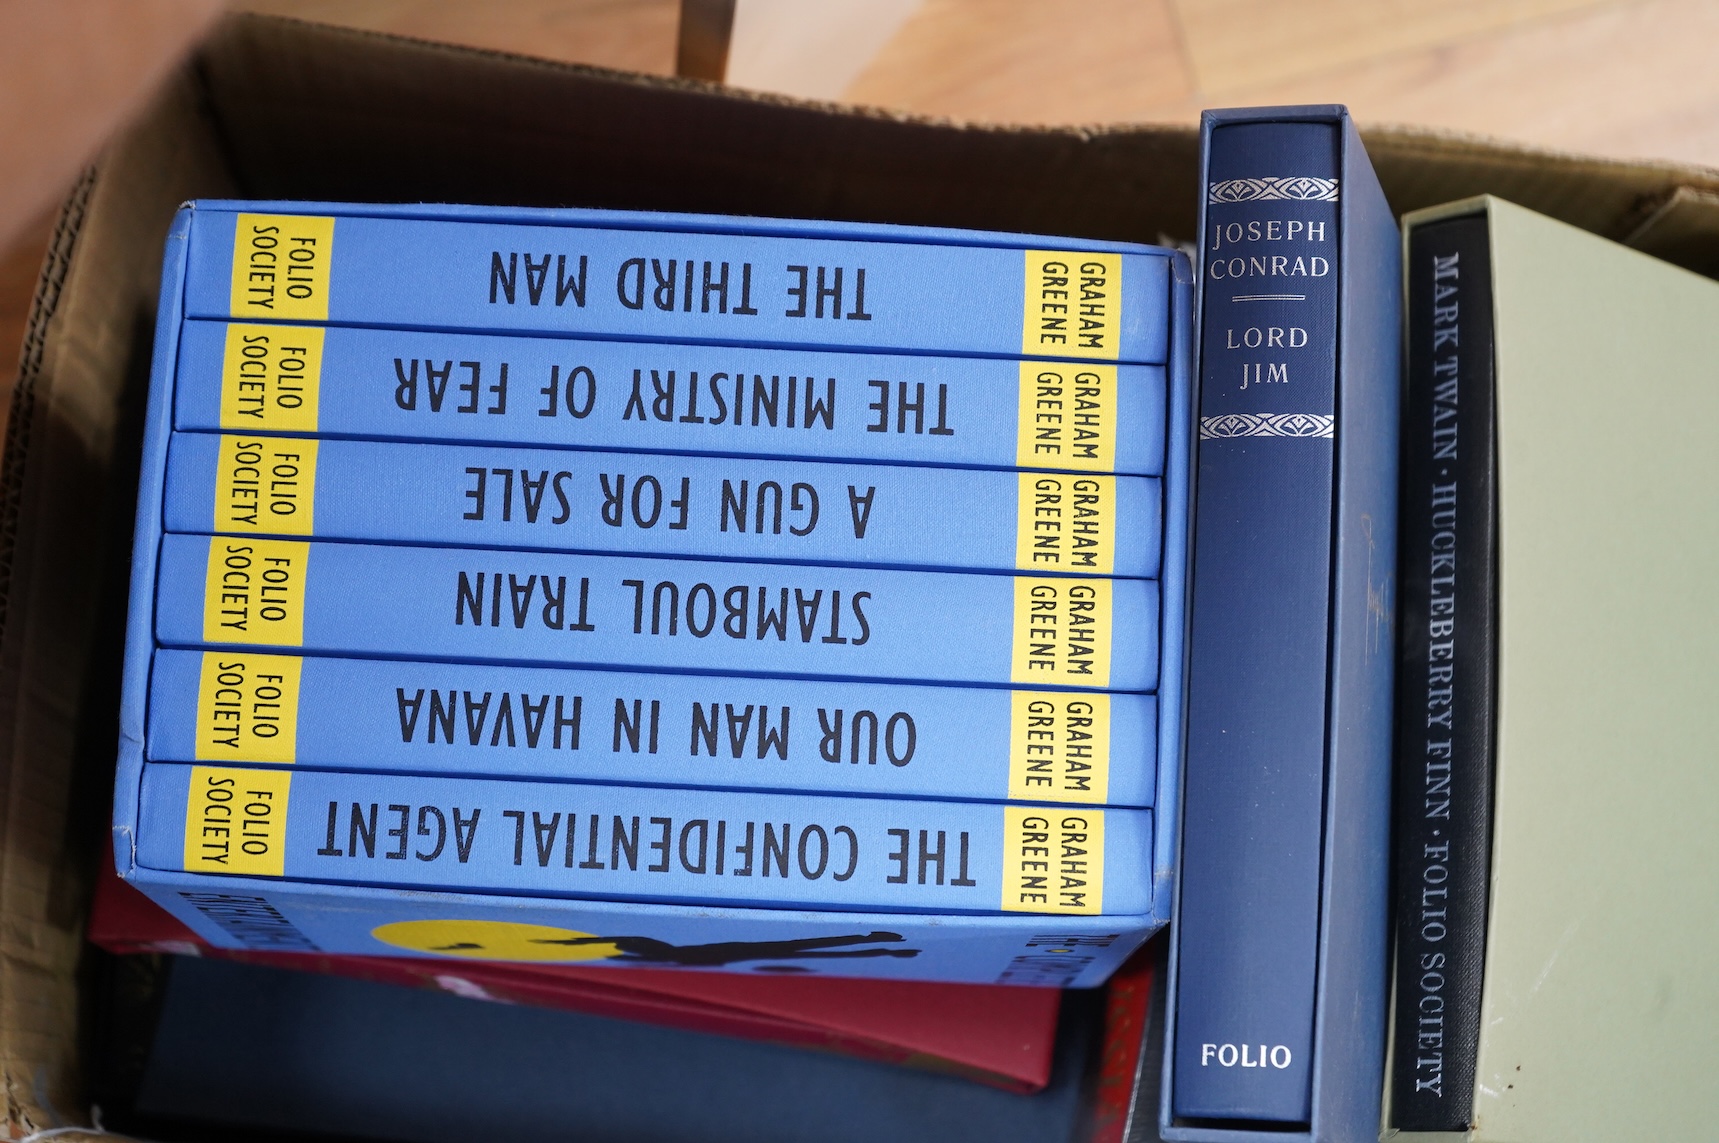 THE THIRD MAN
GRAHAM
GREENE
FOLIO
SOCIETY
THE MINISTRY OF FEAR
GRAHAM
GREENE
FOLIO
SOCIETY
A GUN FOR SALE
GRAHAM
GREENE
FOLIO
SOCIETY
STAMBOUL TRAIN
GRAHAM
GREENE
FOLIO
SOCIETY
OUR MAN IN HAVANA
GRAHAM
GREENE
FOLIO
SOCIETY
THE CONFIDENTIAL AGENT
GRAHAM
GREENE
FOLIO
SOCIETY
THE
JOSEPH
CONRAD
LORD
JIM
FOLIO
MARK TWAIN · HUCKLEBERRY FINN · FOLIO SOCIETY